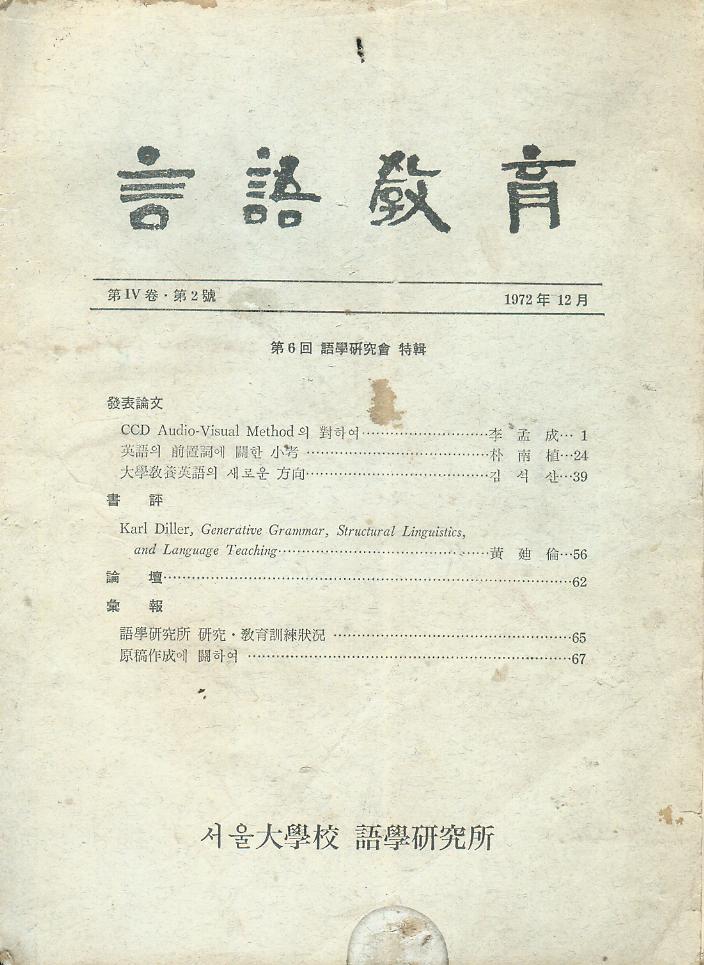 言語敎育
第IV卷·第2號 1972年 12月
第6回 語學硏究會 特輯
發表論文
CCD Audio-Visual Method의 對하여……………………李 孟 成… 1
英語의 前置詞에 關한 小考……………………………朴 南 植…24
大學敎養英語의 새로운 方向……………………………김 석 산…39
書 評
Karl Diller, Generative Grammar, Structural Linguistics,
and Language Teaching……………………………黃 迪 倫…56
論 壇……………………………………………………62
彙 報
語學硏究所 硏究·敎育訓練狀況……………………………65
原稿作成에 關하여……………………………………………67
서울大學校 語學硏究所